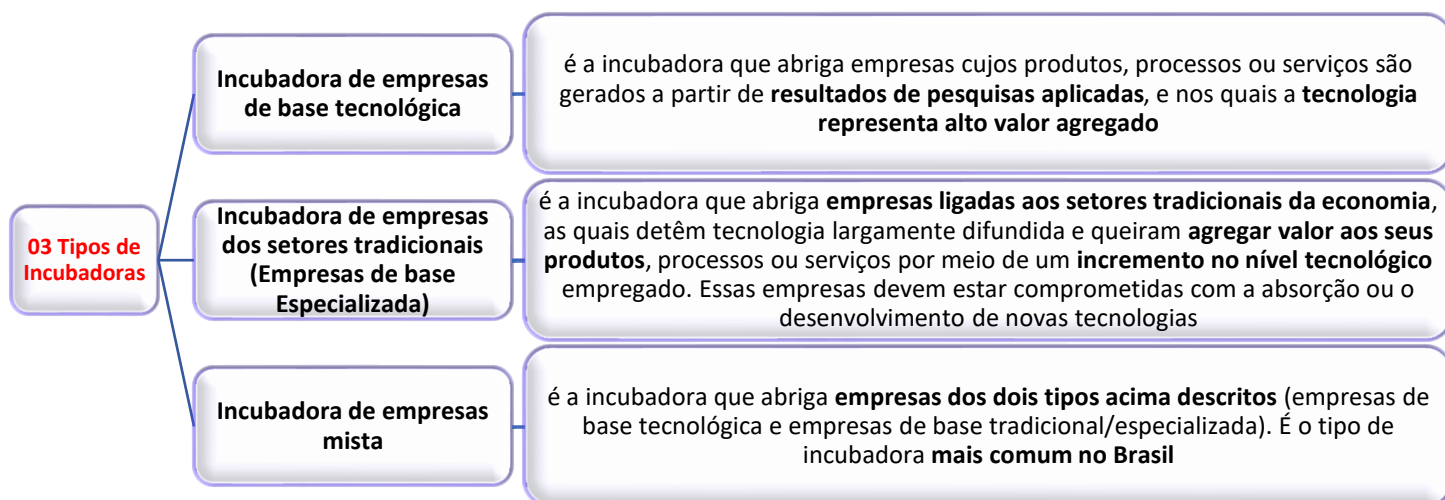 03 Tipos de
Incubadoras
Incubadora de empresas
de base tecnológica
é a incubadora que abriga empresas cujos produtos, processos ou serviços são
gerados a partir de resultados de pesquisas aplicadas, e nos quais a tecnologia
representa alto valor agregado
Incubadora de empresas
dos setores tradicionais
(Empresas de base
Especializada)
é a incubadora que abriga empresas ligadas aos setores tradicionais da economia,
as quais detêm tecnologia largamente difundida e queiram agregar valor aos seus
produtos, processos ou serviços por meio de um incremento no nível tecnológico
empregado. Essas empresas devem estar comprometidas com a absorção ou o
desenvolvimento de novas tecnologias
Incubadora de empresas
mista
é a incubadora que abriga empresas dos dois tipos acima descritos (empresas de
base tecnológica e empresas de base tradicional/especializada). É o tipo de
incubadora mais comum no Brasil